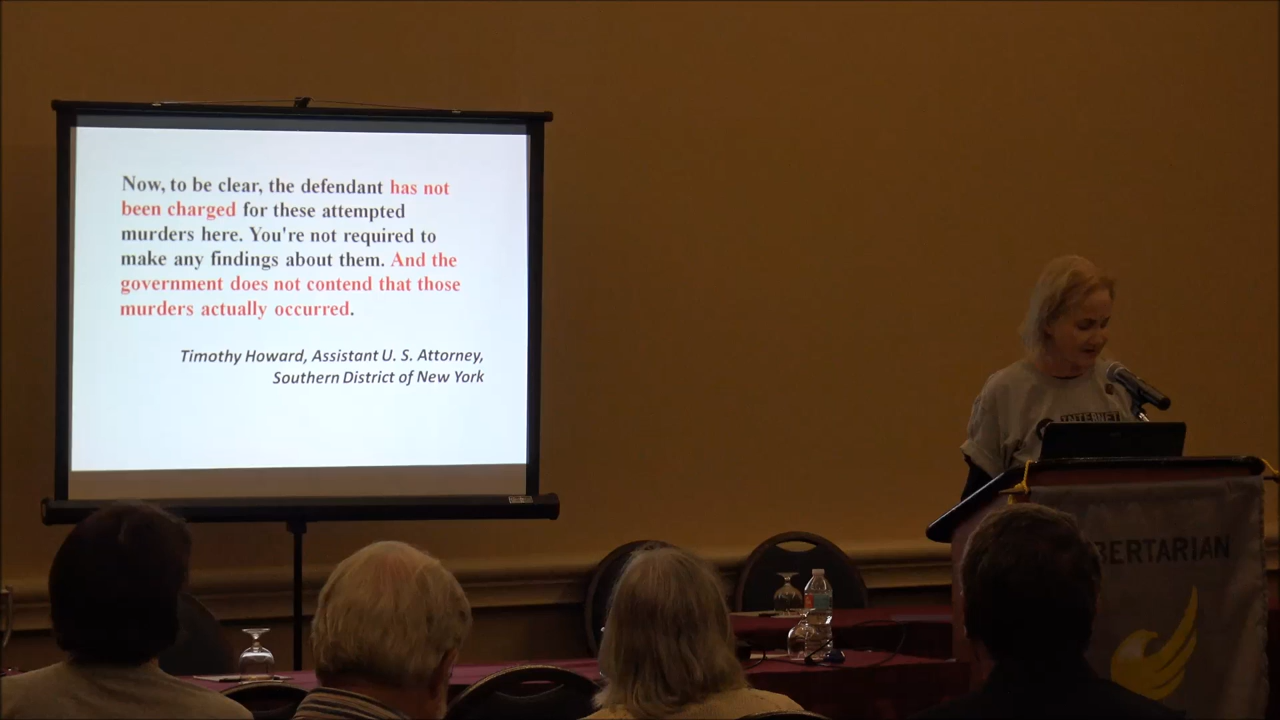 Now, to be clear, the defendant has not
been charged for these attempted
murders here. You're not required to
make any findings about them. And the
government does not contend that those
murders actually occurred.
Timothy Howard, Assistant U. S. Attorney,
Southern District of New York
INTERNET
BERTARIAN